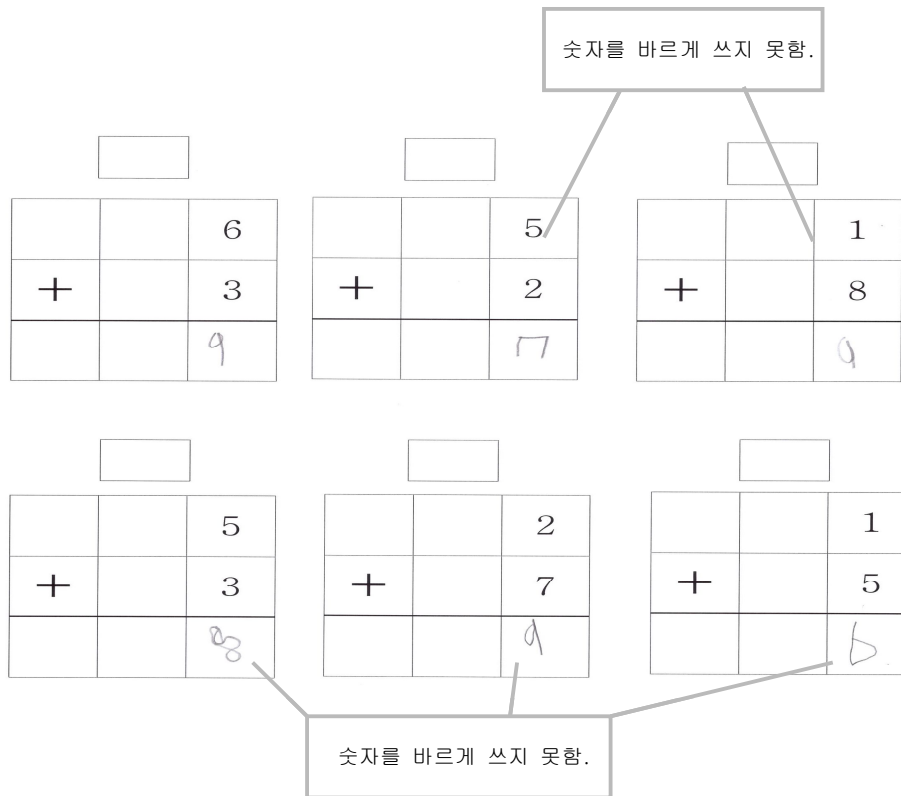 숫자를 바르게 쓰지 못함.
6 5 1
+ 3 + 2 + 8
9 7 9
5 2 1
+ 3 + 7 + 5
8 9 6
숫자를 바르게 쓰지 못함.